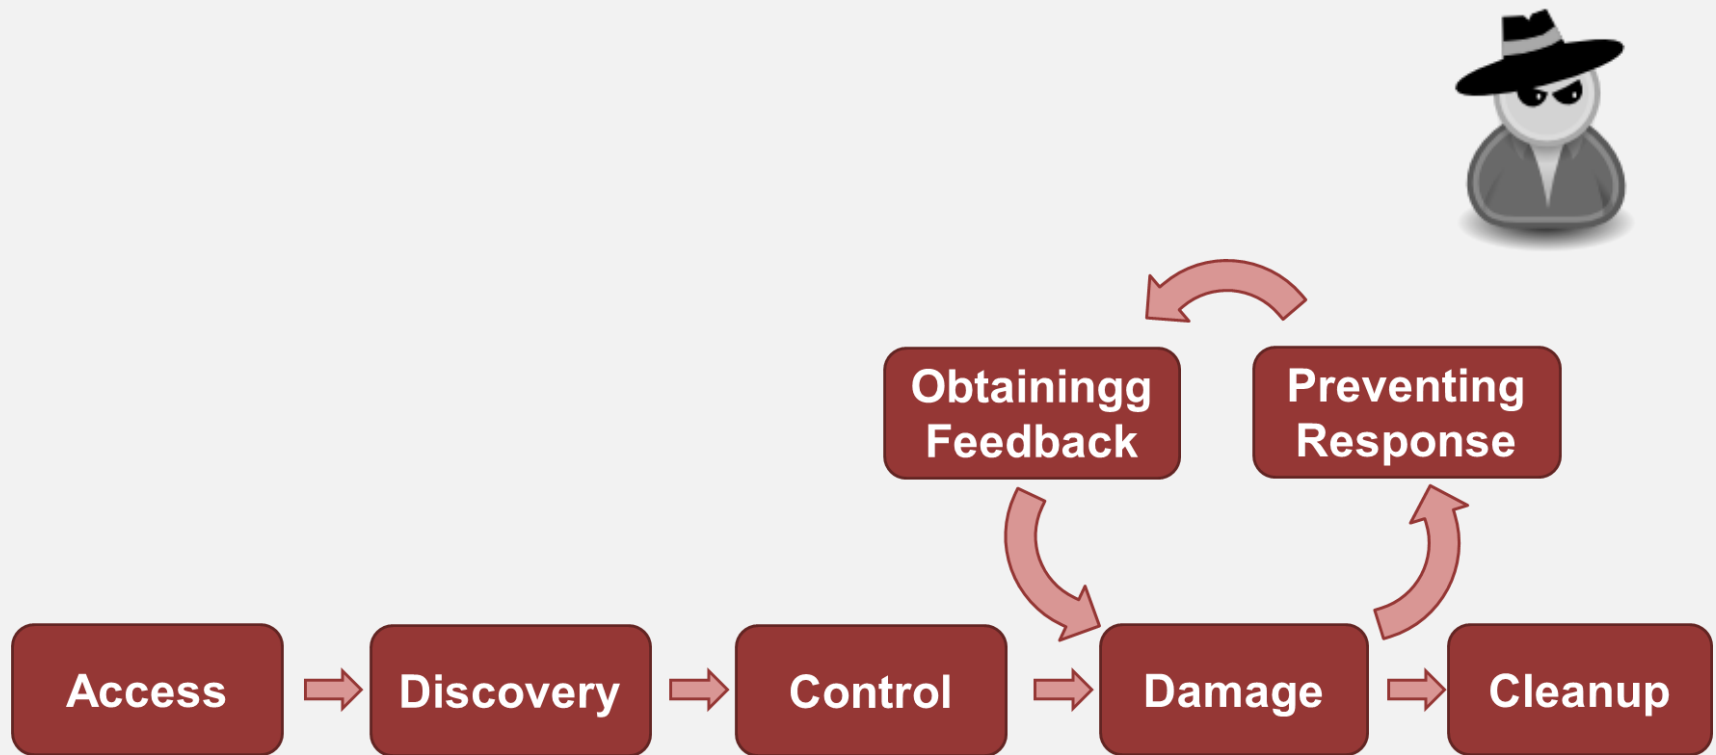 Obtainingg
Feedback
Preventing
Response
Access
Discovery
Control
Damage
Cleanup